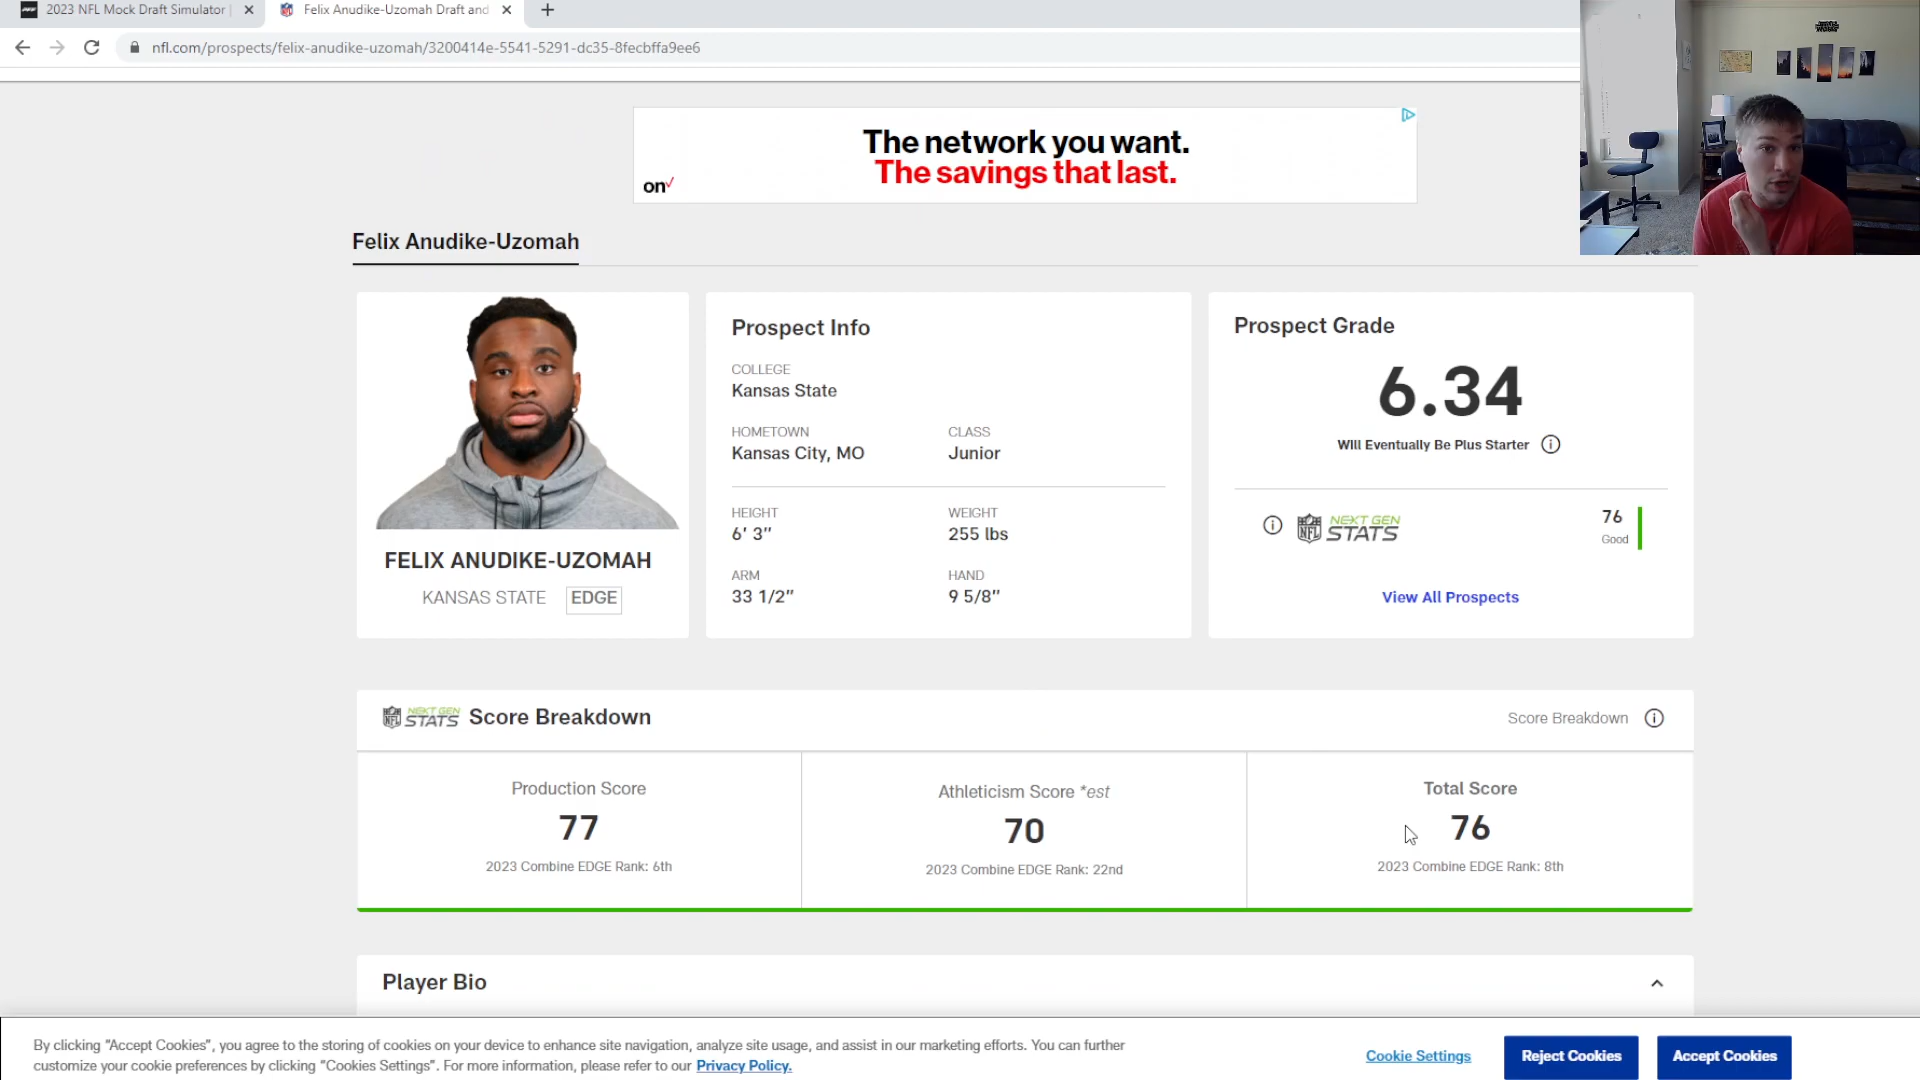 2023 NFL Mock Draft Simulator
Felix Anudike-Uzomah Draft and
nfl.com/prospects/felix-anudike-uzomah/3200414e-5541-5291-dc35-8fecbffa9ee6
The network you want.
The savings that last.
on
Felix Anudike-Uzomah
FELIX ANUDIKE-UZOMAH
KANSAS STATE EDGE
Prospect Info
COLLEGE
Kansas State
HOMETOWN CLASS
Kansas City, MO Junior
HEIGHT WEIGHT
6' 3" 255 lbs
ARM HAND
33 1/2" 9 5/8"
Prospect Grade
6.34
Will Eventually Be Plus Starter
NFL NEXT GEN STATS
76
Good
View All Prospects
NFL NEXT GEN STATS Score Breakdown
Score Breakdown
Production Score
77
2023 Combine EDGE Rank: 6th
Athleticism Score *est
70
2023 Combine EDGE Rank: 22nd
Total Score
76
2023 Combine EDGE Rank: 8th
Player Bio
By clicking "Accept Cookies", you agree to the storing of cookies on your device to enhance site navigation, analyze site usage, and assist in our marketing efforts. You can further
customize your cookie preferences by clicking "Cookies Settings". For more information, please refer to our Privacy Policy.
Cookie Settings
Reject Cookies
Accept Cookies